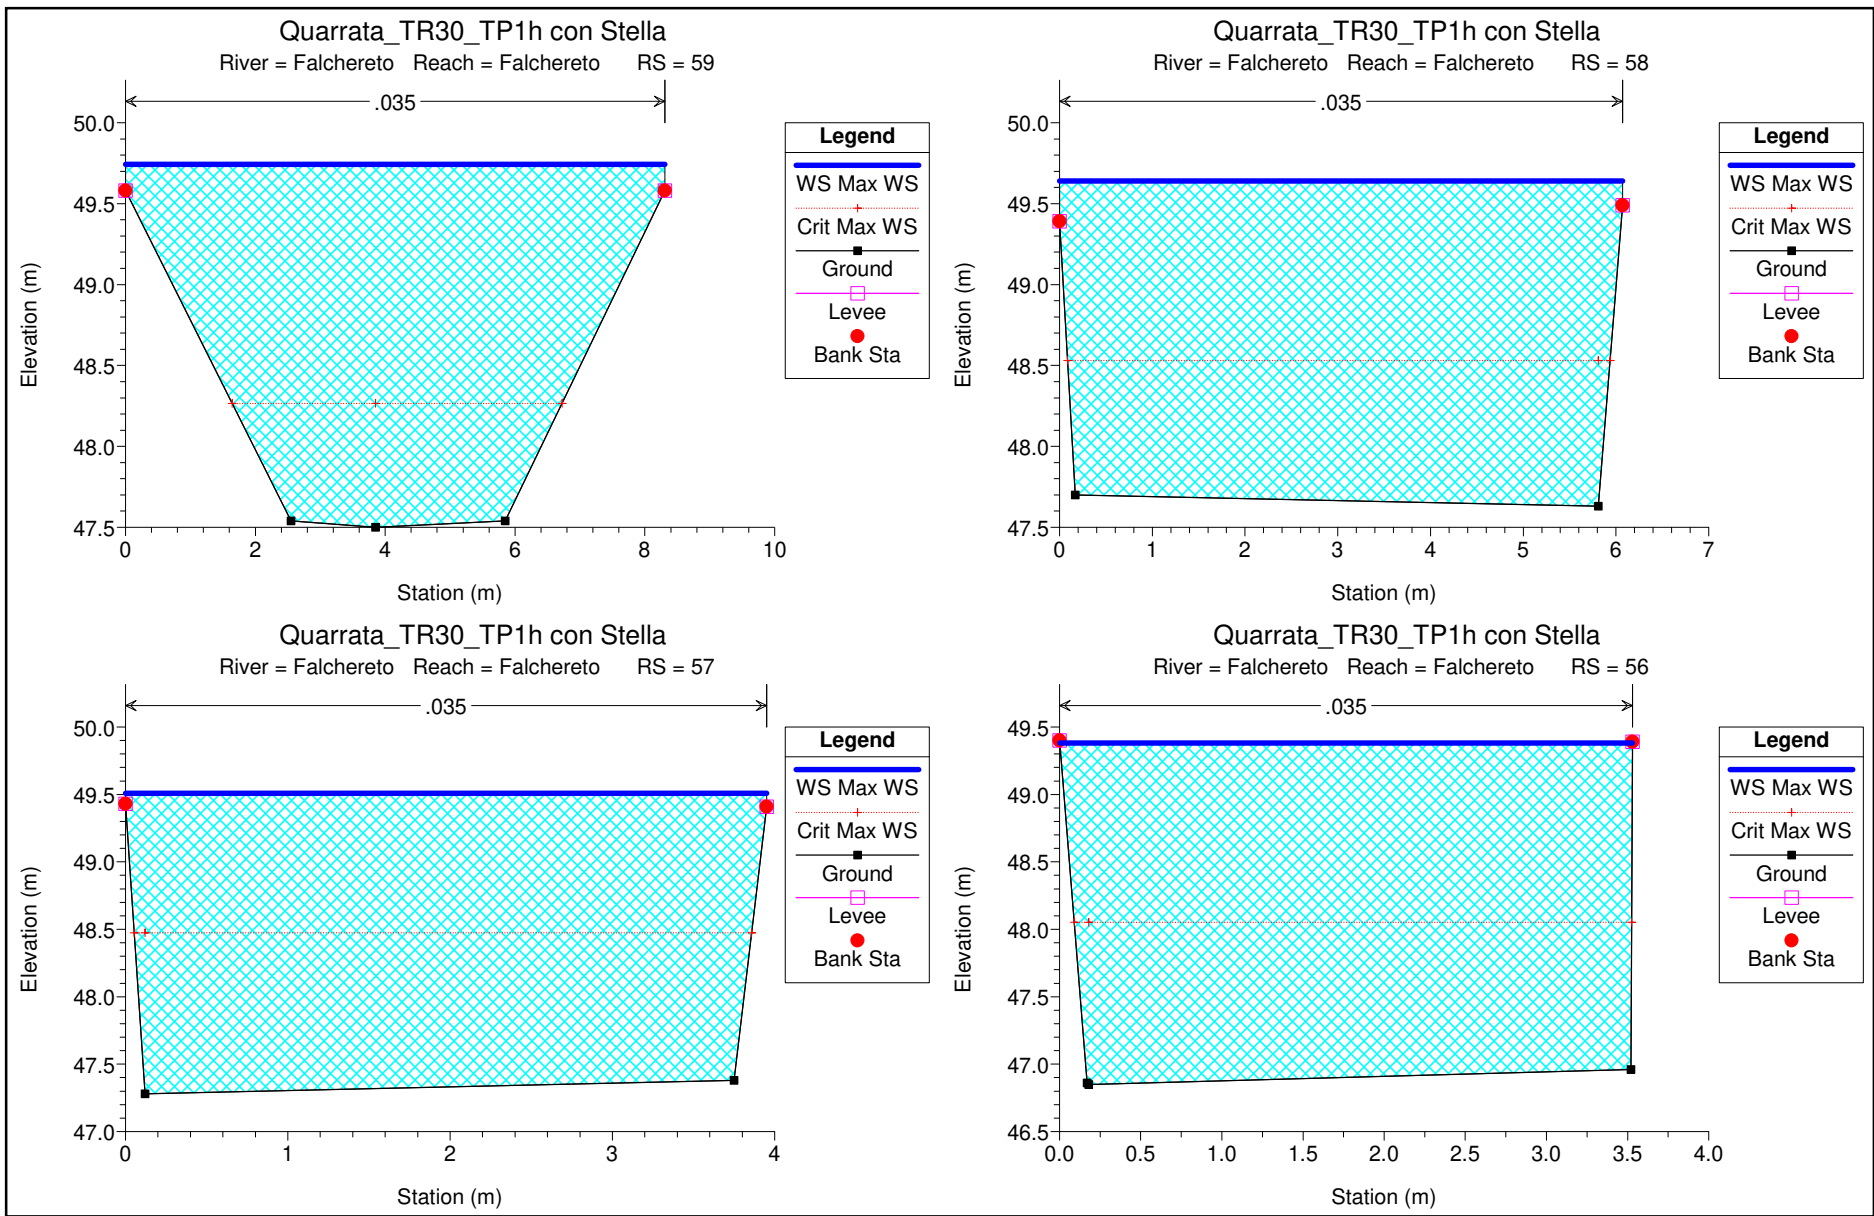 Quarrata_TR30_TP1h con Stella
River = Falchereto Reach = Falchereto RS = 59
.035
50.0
49.5
49.0
48.5
48.0
47.5
0 2 4 6 8 10
Station (m)
Elevation (m)
Legend
WS Max WS
Crit Max WS
Ground
Levee
Bank Sta
Quarrata_TR30_TP1h con Stella
River = Falchereto Reach = Falchereto RS = 58
.035
50.0
49.5
49.0
48.5
48.0
47.5
0 1 2 3 4 5 6 7
Station (m)
Elevation (m)
Legend
WS Max WS
Crit Max WS
Ground
Levee
Bank Sta
Quarrata_TR30_TP1h con Stella
River = Falchereto Reach = Falchereto RS = 57
.035
50.0
49.5
49.0
48.5
48.0
47.5
47.0
0 1 2 3 4
Station (m)
Elevation (m)
Legend
WS Max WS
Crit Max WS
Ground
Levee
Bank Sta
Quarrata_TR30_TP1h con Stella
River = Falchereto Reach = Falchereto RS = 56
.035
49.5
49.0
48.5
48.0
47.5
47.0
46.5
0.0 0.5 1.0 1.5 2.0 2.5 3.0 3.5 4.0
Station (m)
Elevation (m)
Legend
WS Max WS
Crit Max WS
Ground
Levee
Bank Sta